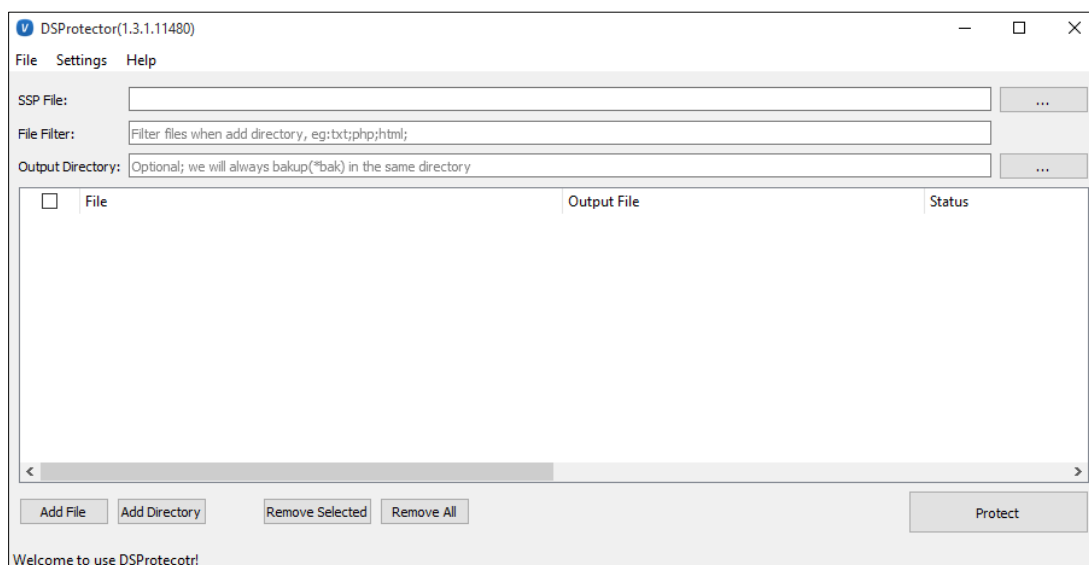 DSProtector(1.3.1.11480)
File Settings Help
SSP File: ...
File Filter: Filter files when add directory, eg:txt;php;html;
Output Directory: Optional; we will always bakup(*bak) in the same directory ...
File Output File Status
Add File Add Directory Remove Selected Remove All Protect
Welcome to use DSProtecotr!